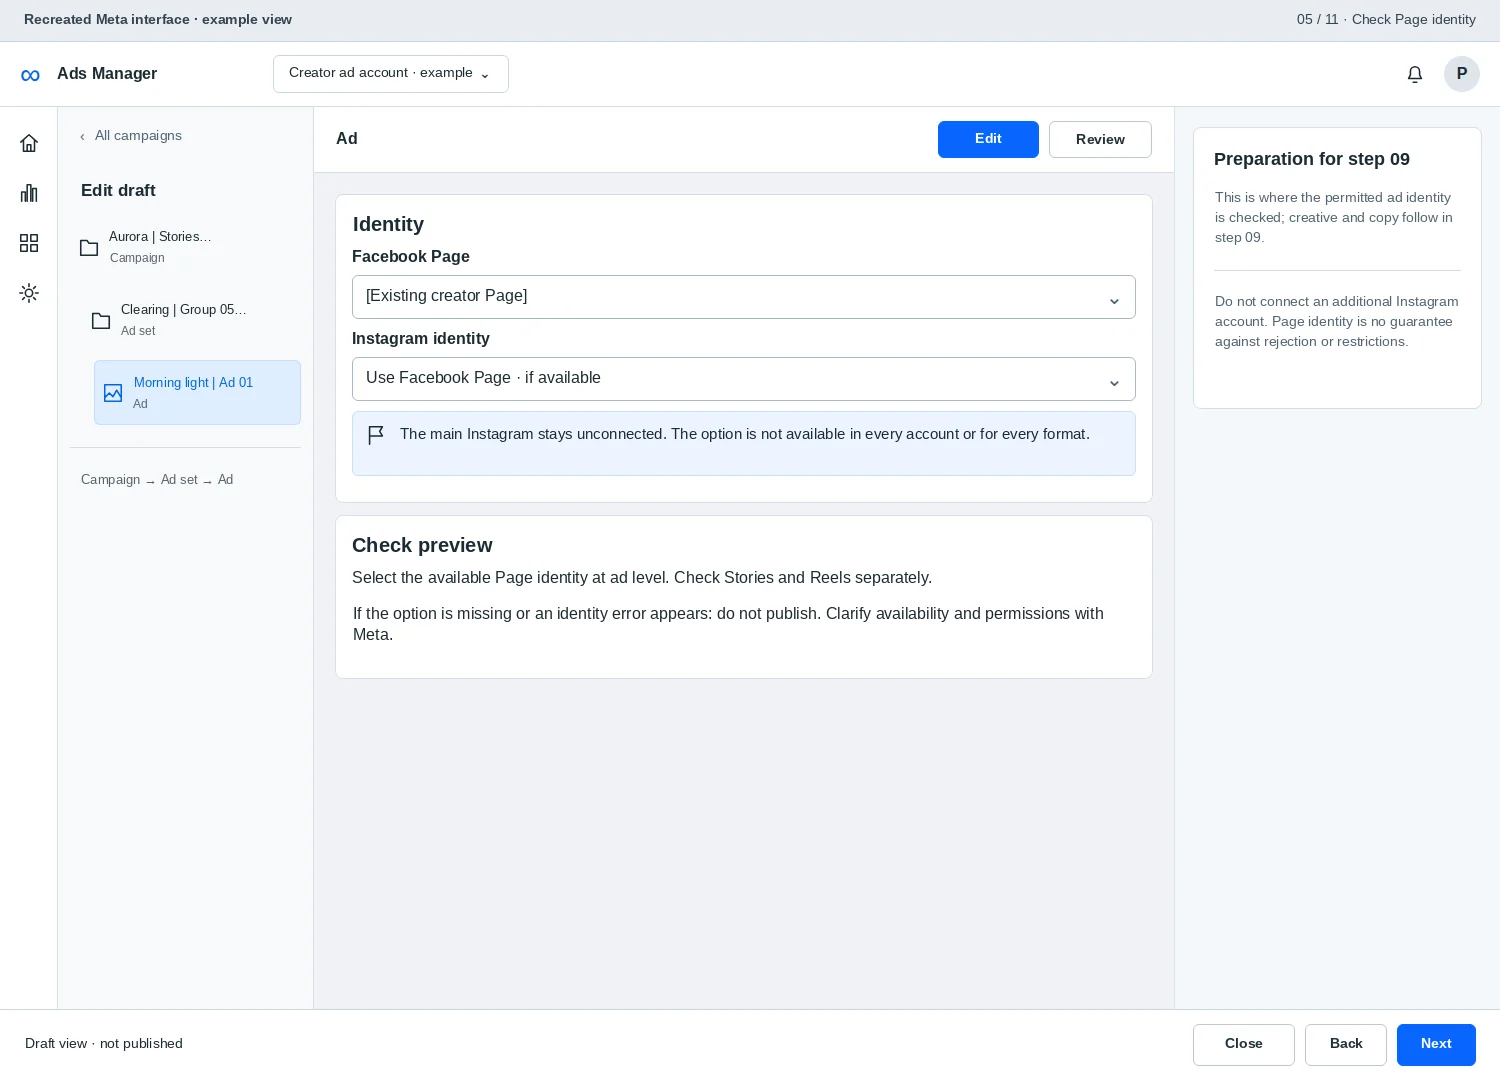 Recreated Meta interface · example view
05 / 11 · Check Page identity
Ads Manager
Creator ad account · example
P
‹ All campaigns
Edit draft
Aurora | Stories…
Campaign
Clearing | Group 05…
Ad set
Morning light | Ad 01
Ad
Campaign → Ad set → Ad
Ad
Edit
Review
Identity
Facebook Page
[Existing creator Page]
Instagram identity
Use Facebook Page · if available
The main Instagram stays unconnected. The option is not available in every account or for every format.
Check preview
Select the available Page identity at ad level. Check Stories and Reels separately.
If the option is missing or an identity error appears: do not publish. Clarify availability and permissions with
Meta.
Preparation for step 09
This is where the permitted ad identity
is checked; creative and copy follow in
step 09.
Do not connect an additional Instagram
account. Page identity is no guarantee
against rejection or restrictions.
Draft view · not published
Close
Back
Next